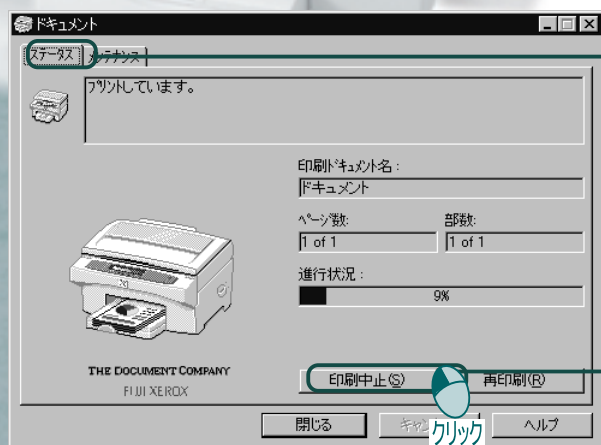 ドキュメント
ステータス メンテナンス
プリントしています。
印刷ドキュメント名:
ドキュメント
ページ数: 部数:
1 of 1 1 of 1
進行状況:
9%
THE DOCUMENT COMPANY
FUJI XEROX
印刷中止(S) 再印刷(R)
閉じる ヘルプ
クリック